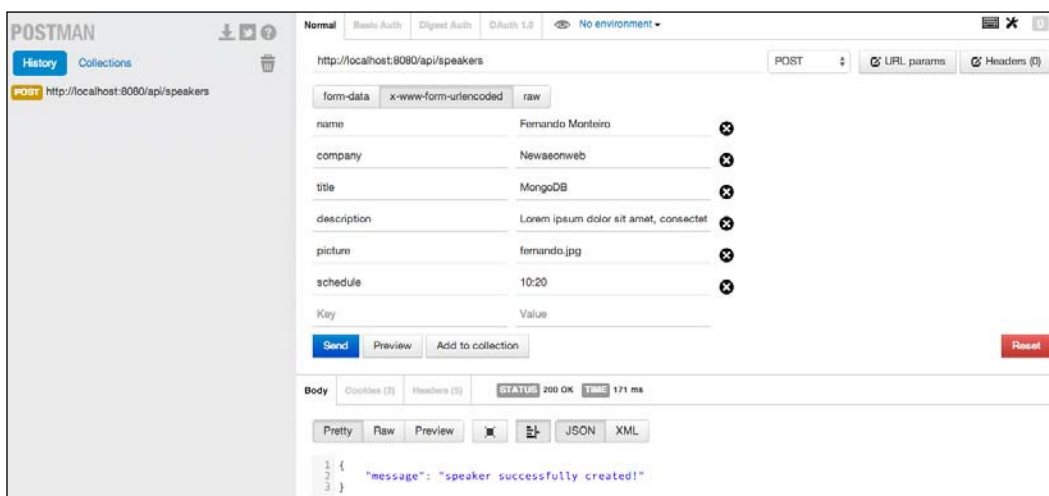 POSTMAN
History Collections
POST http://localhost:8080/api/speakers
Normal Basic Auth Digest Auth OAuth 1.0 No environment
http://localhost:8080/api/speakers POST URL params Headers (0)
form-data x-www-form-urlencoded raw
name Fernando Monteiro
company Newaeonweb
title MongoDB
description Lorem ipsum dolor sit amet, consectet
picture fernando.jpg
schedule 10:20
Key Value
Send Preview Add to collection Reset
Body Cookies (2) Headers (5) STATUS 200 OK TIME 171 ms
Pretty Raw Preview JSON XML
1 {
2 "message": "speaker successfully created!"
3 }